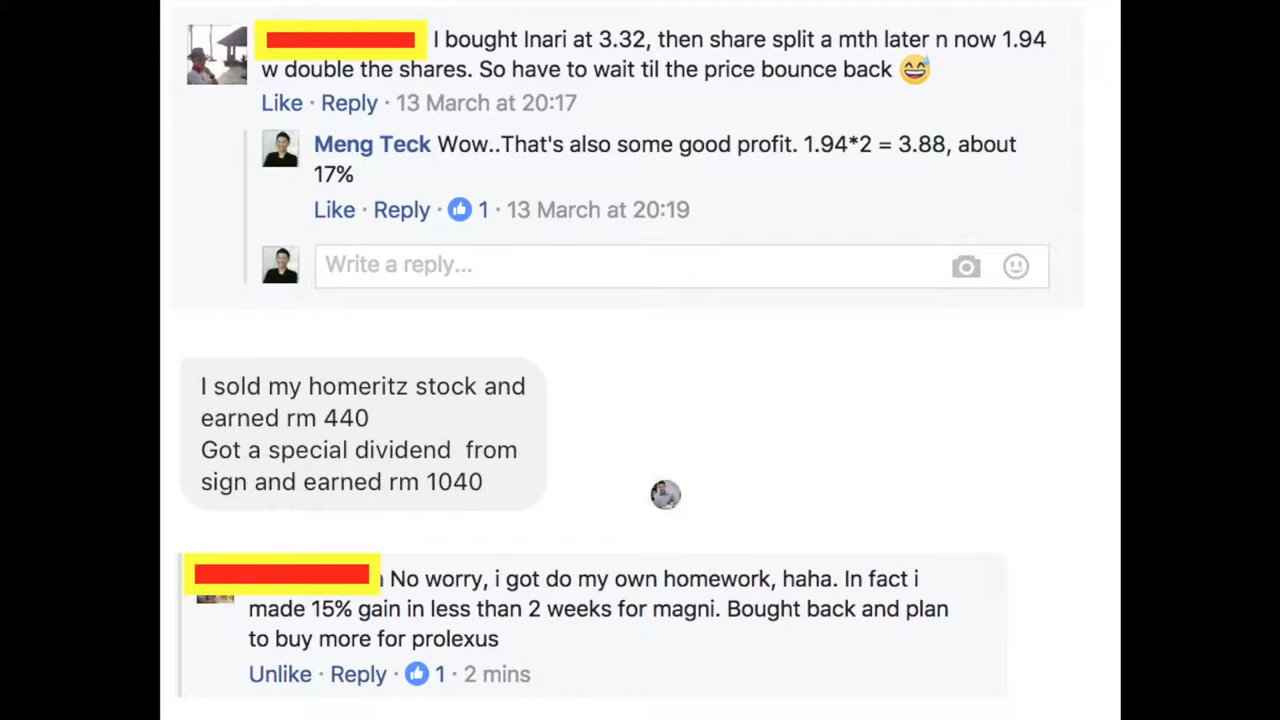 I bought Inari at 3.32, then share split a mth later n now 1.94
w double the shares. So have to wait til the price bounce back 😅
Like · Reply · 13 March at 20:17
Meng Teck Wow..That's also some good profit. 1.94*2 = 3.88, about
17%
Like · Reply · 1 · 13 March at 20:19
Write a reply...
I sold my homeritz stock and
earned rm 440
Got a special dividend from
sign and earned rm 1040
No worry, i got do my own homework, haha. In fact i
made 15% gain in less than 2 weeks for magni. Bought back and plan
to buy more for prolexus
Unlike · Reply · 1 · 2 mins